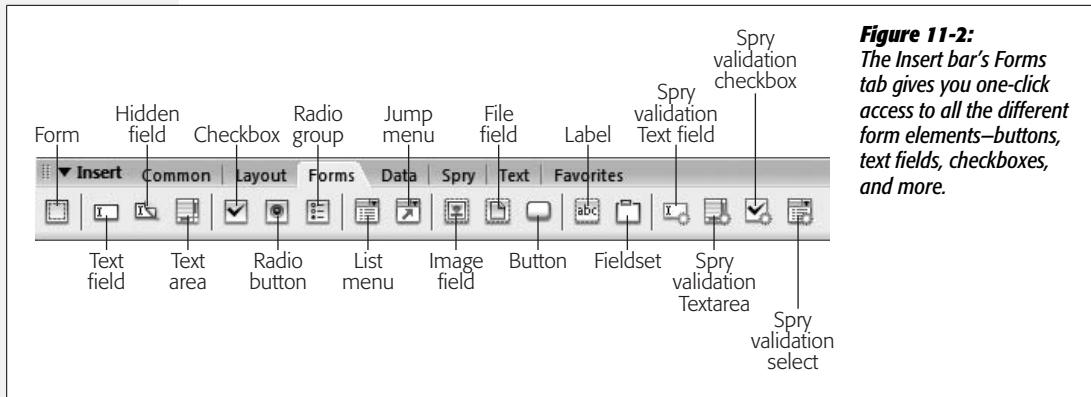 Spry
validation
checkbox
Spry
validation
Text field
Hidden
field
Radio
group
Jump
menu
File
field
Form
Checkbox
Label
Insert Common Layout Forms Data Spry Text Favorites
abc
Text
field
Text
area
Radio
button
List
menu
Image
field
Button
Fieldset
Spry
validation
Textarea
Spry
validation
select
Figure 11-2:
The Insert bar's Forms
tab gives you one-click
access to all the different
form elements—buttons,
text fields, checkboxes,
and more.